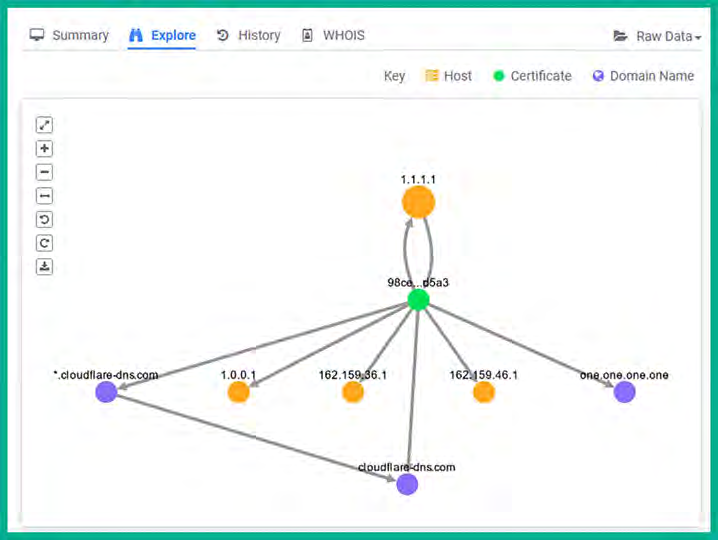 Summary Explore History WHOIS Raw Data
Key Host Certificate Domain Name
1.1.1.1
98ce...d5a3
*.cloudflare-dns.com 1.0.0.1 162.159.36.1 162.159.46.1 one.one.one.one
cloudflare-dns.com